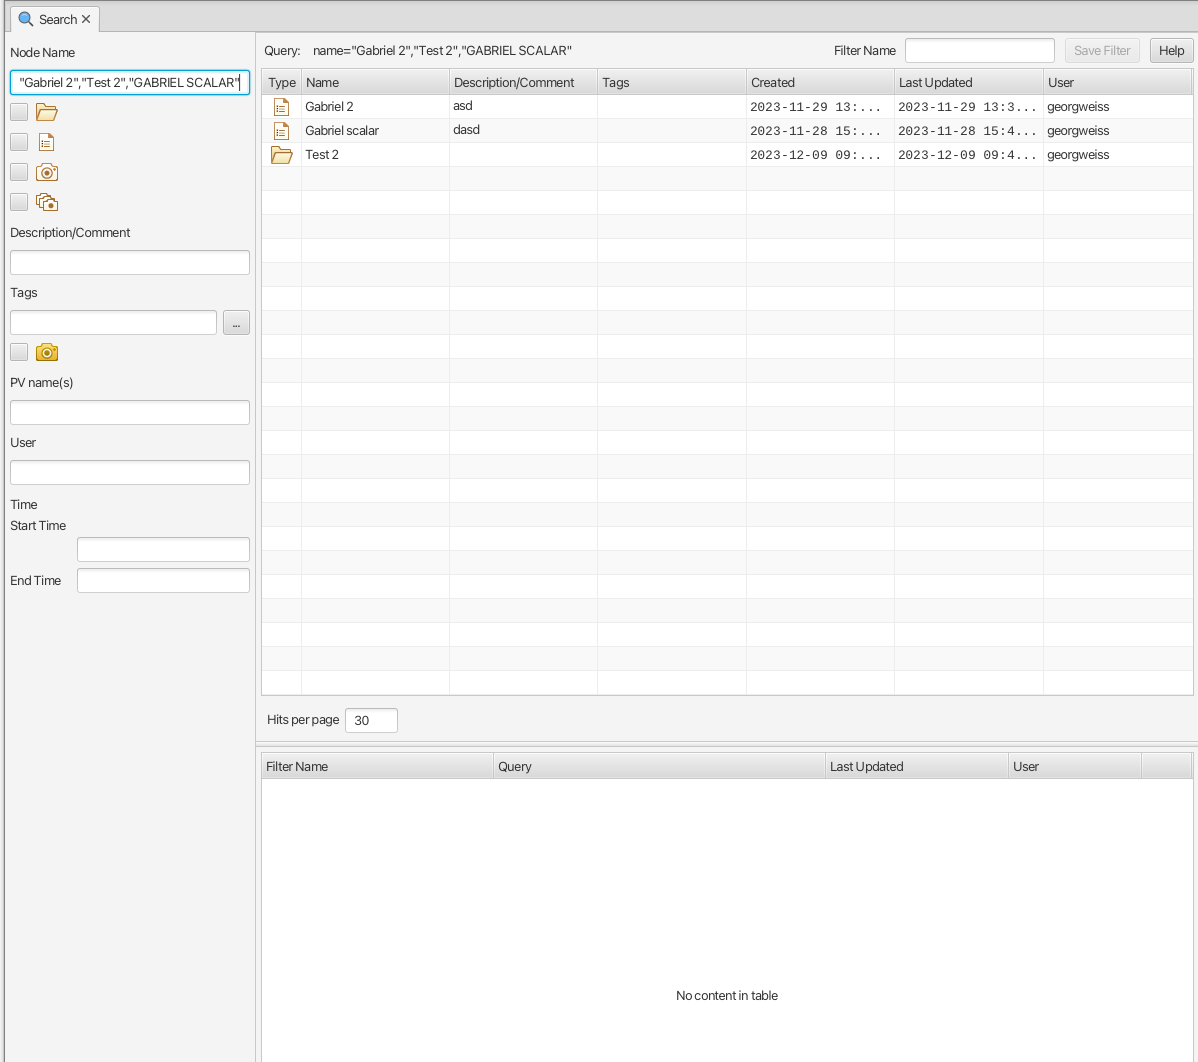 Search ✕
Node Name
"Gabriel 2","Test 2","GABRIEL SCALAR"
Description/Comment
Tags
...
PV name(s)
User
Time
Start Time
End Time
Query: name="Gabriel 2","Test 2","GABRIEL SCALAR"
Filter Name
Save Filter
Help
Type Name Description/Comment Tags Created Last Updated User
Gabriel 2 asd 2023-11-29 13:... 2023-11-29 13:3... georgweiss
Gabriel scalar dasd 2023-11-28 15:... 2023-11-28 15:4... georgweiss
Test 2 2023-12-09 09:... 2023-12-09 09:4... georgweiss
Hits per page 30
Filter Name Query Last Updated User
No content in table